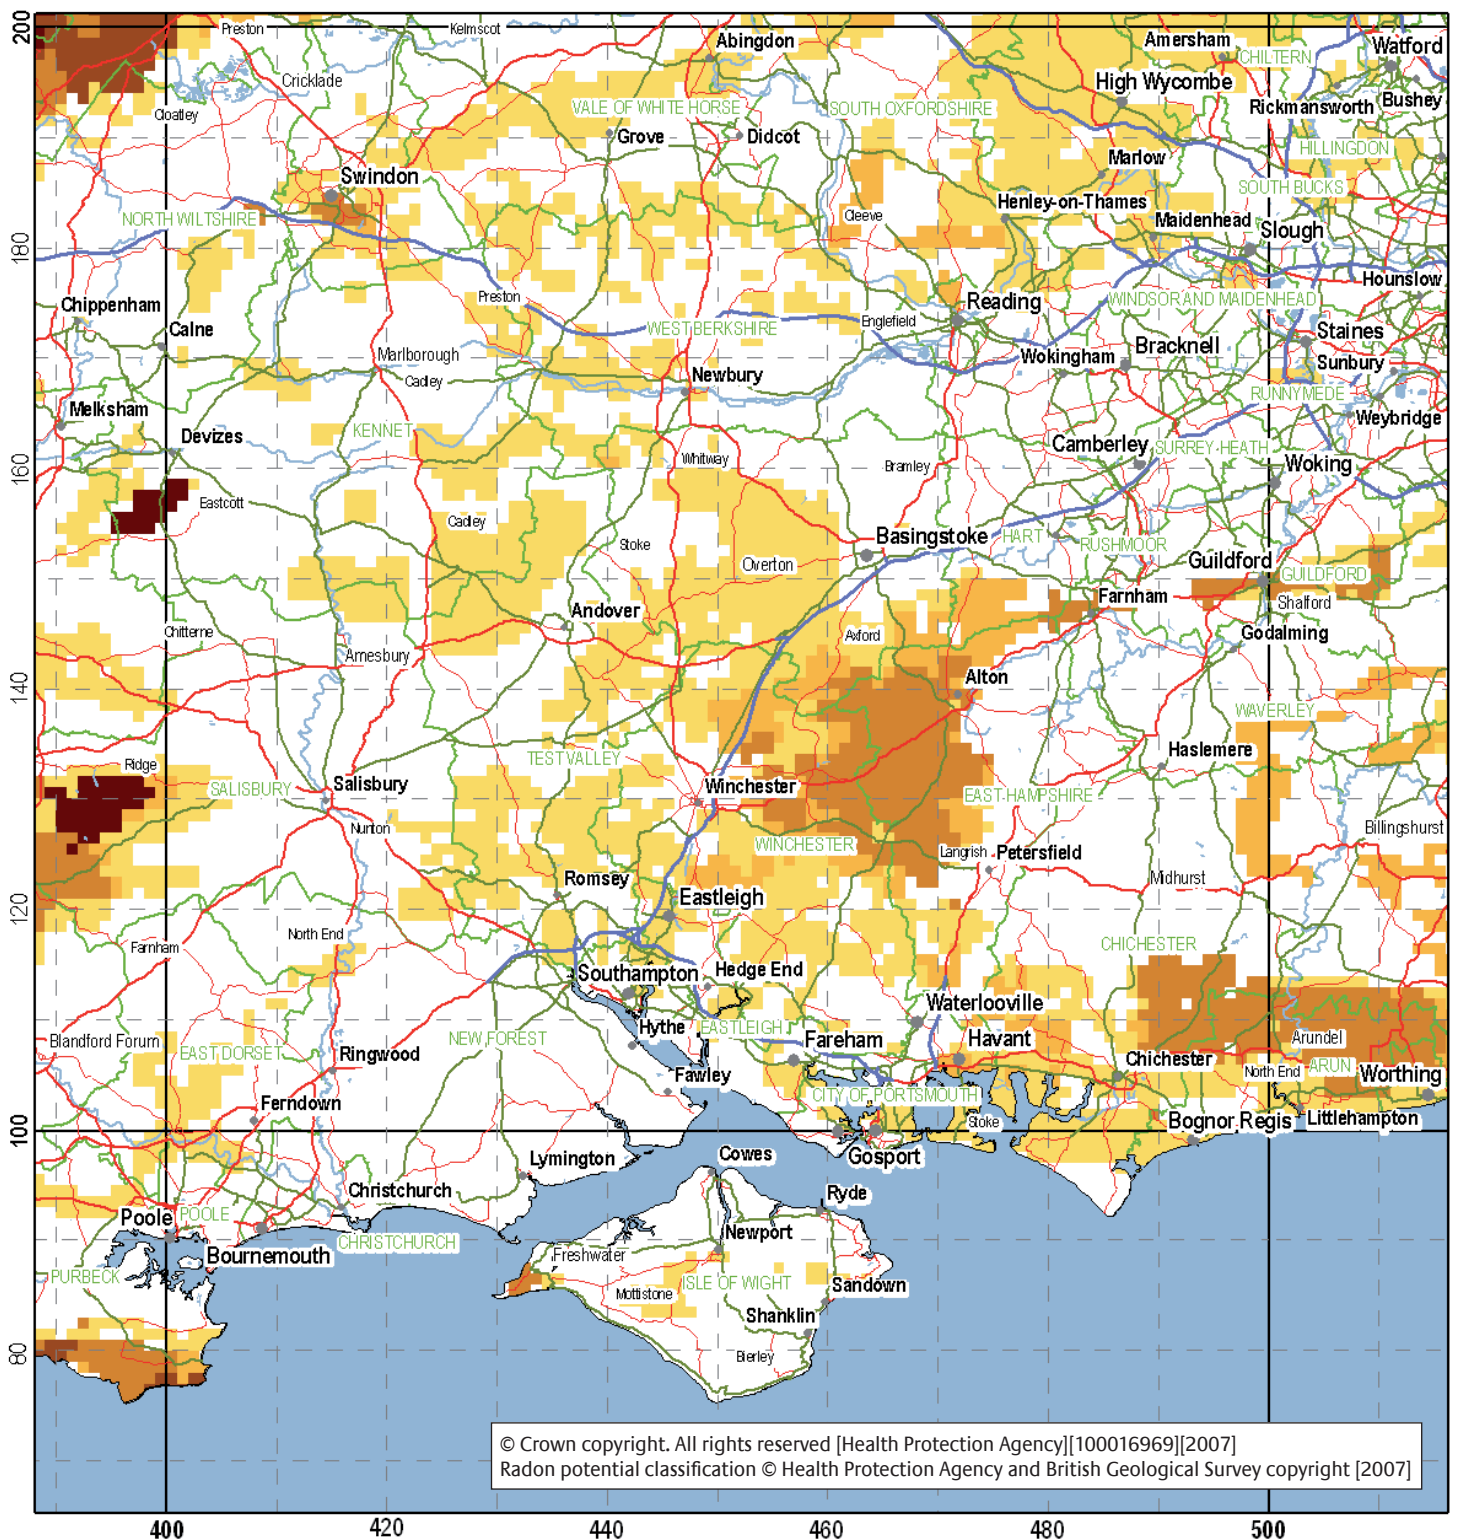 200
Preston
Kelmscot
Abingdon
Amersham
Watford
CHILTERN
Cricklade
High Wycombe
Cloatley
VALE OF WHITE HORSE
SOUTH OXFORDSHIRE
Rickmansworth
Bushey
Grove
Didcot
HILLINGDON
Marlow
Swindon
SOUTH BUCKS
Henley-on-Thames
NORTH WILTSHIRE
Cleeve
Maidenhead
Slough
180
Hounslow
Chippenham
Preston
Reading
WINDSOR AND MAIDENHEAD
Calne
WEST BERKSHIRE
Englefield
Staines
Marlborough
Wokingham
Bracknell
Sunbury
Cadley
Newbury
RUNNYMEDE
Melksham
Weybridge
Devizes
KENNET
Camberley
SURREY HEATH
160
Whitway
Bramley
Woking
Eastcott
Cadley
Stoke
Basingstoke
HART
RUSHMOOR
Overton
Guildford
GUILDFORD
Andover
Farnham
Shalford
Chitterne
Axford
Godalming
Amesbury
140
Alton
WAVERLEY
TEST VALLEY
Haslemere
Ridge
SALISBURY
Salisbury
Winchester
EAST HAMPSHIRE
Nunton
WINCHESTER
Billingshurst
Langrish
Petersfield
Romsey
Midhurst
120
Eastleigh
North End
Farnham
CHICHESTER
Southampton
Hedge End
Waterlooville
Hythe
EASTLEIGH
Blandford Forum
EAST DORSET
Ringwood
NEW FOREST
Fareham
Havant
Arundel
Chichester
ARUN
Fawley
North End
Worthing
CITY OF PORTSMOUTH
Ferndown
100
Stoke
Bognor Regis
Littlehampton
Lymington
Cowes
Gosport
Christchurch
Ryde
Poole
POOLE
Newport
Bournemouth
CHRISTCHURCH
Freshwater
PURBECK
ISLE OF WIGHT
Sandown
Mottistone
Shanklin
80
Bierley
© Crown copyright. All rights reserved [Health Protection Agency][100016969][2007]
Radon potential classification © Health Protection Agency and British Geological Survey copyright [2007]
400
420
440
460
480
500